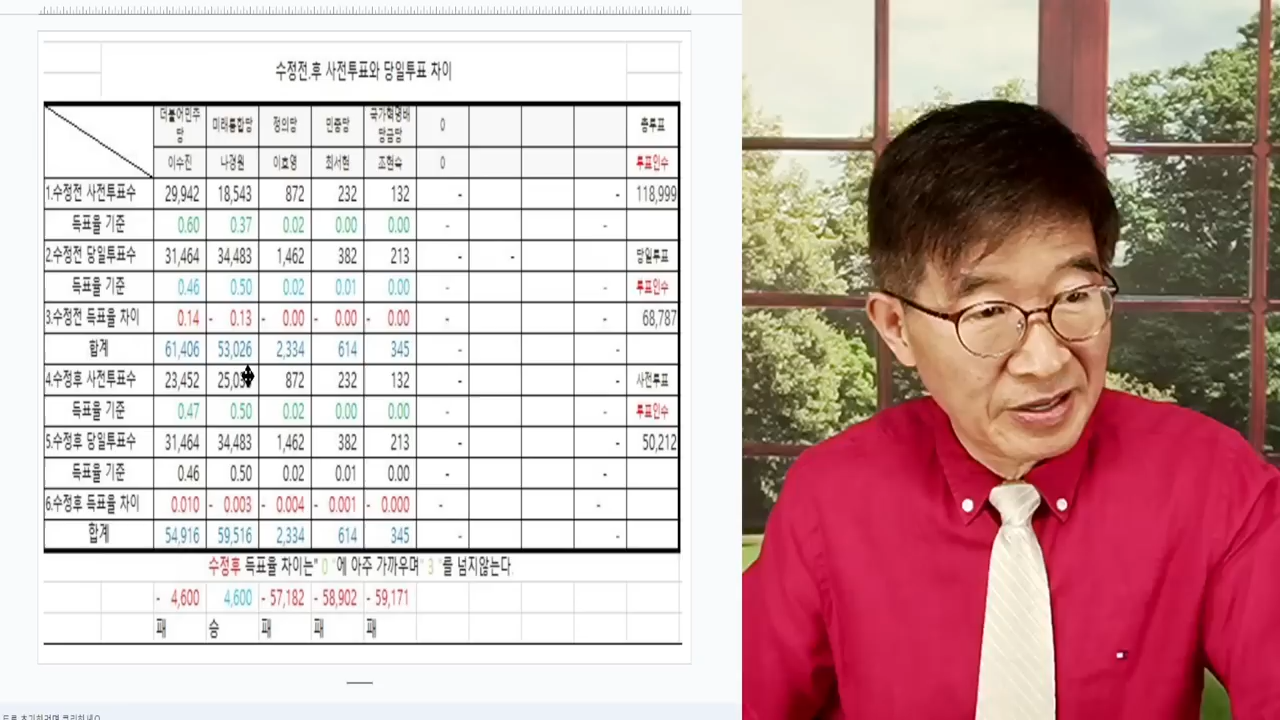 수정전.후 사전투표와 당일투표 차이
더불어민주당 미래통합당 정의당 민중당 국가혁명배당금당 0 총투표
이수진 나경원 이호영 최서현 조현숙 0 투표인수
1.수정전 사전투표수 29,942 18,543 872 232 132 - - 118,999
득표율 기준 0.60 0.37 0.02 0.00 0.00 - -
2.수정전 당일투표수 31,464 34,483 1,462 382 213 - - 당일투표
득표율 기준 0.46 0.50 0.02 0.01 0.00 - - 투표인수
3.수정전 득표율 차이 0.14 - 0.13 - 0.00 - 0.00 - 0.00 - - 68,787
합계 61,406 53,026 2,334 614 345 - -
4.수정후 사전투표수 23,452 872 232 132 - - 사전투표
득표율 기준 0.47 0.50 0.02 0.00 0.00 - - 투표인수
5.수정후 당일투표수 31,464 34,483 1,462 382 213 - - 50,212
득표율 기준 0.46 0.50 0.02 0.01 0.00 - -
6.수정후 득표율 차이 0.010 - 0.003 - 0.004 - 0.001 - 0.000 - -
합계 54,916 59,516 2,334 614 345 - -
수정후 득표율 차이는" 0 "에 아주 가까우며" 3 "를 넘지않는다.
- 4,600 4,600 - 57,182 - 58,902 - 59,171
패 승 패 패 패